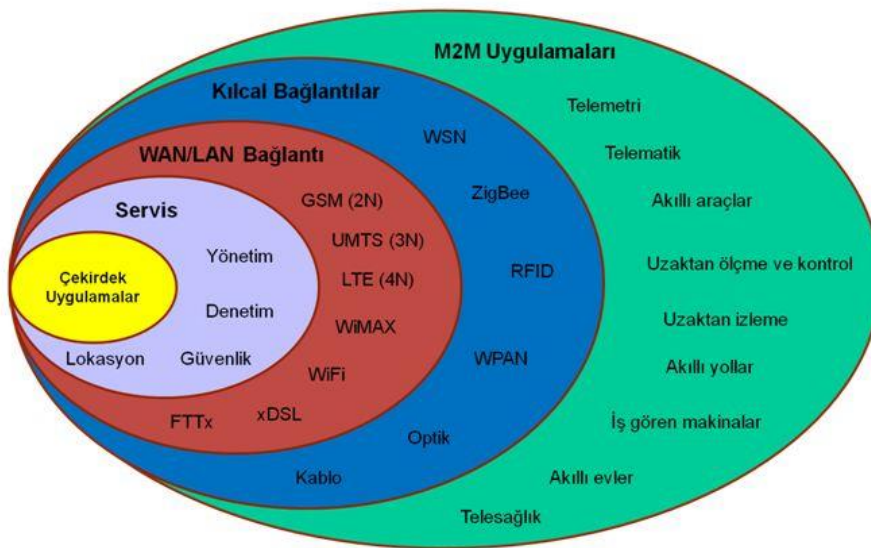 M2M Uygulamaları
Telemetri
Telematik
Akıllı araçlar
Uzaktan ölçme ve kontrol
Uzaktan izleme
Akıllı yollar
İş gören makinalar
Akıllı evler
Telesağlık
Kılcal Bağlantılar
WSN
ZigBee
RFID
WPAN
Optik
Kablo
WAN/LAN Bağlantı
GSM (2N)
UMTS (3N)
LTE (4N)
WiMAX
WiFi
xDSL
FTTx
Servis
Yönetim
Denetim
Güvenlik
Lokasyon
Çekirdek
Uygulamalar